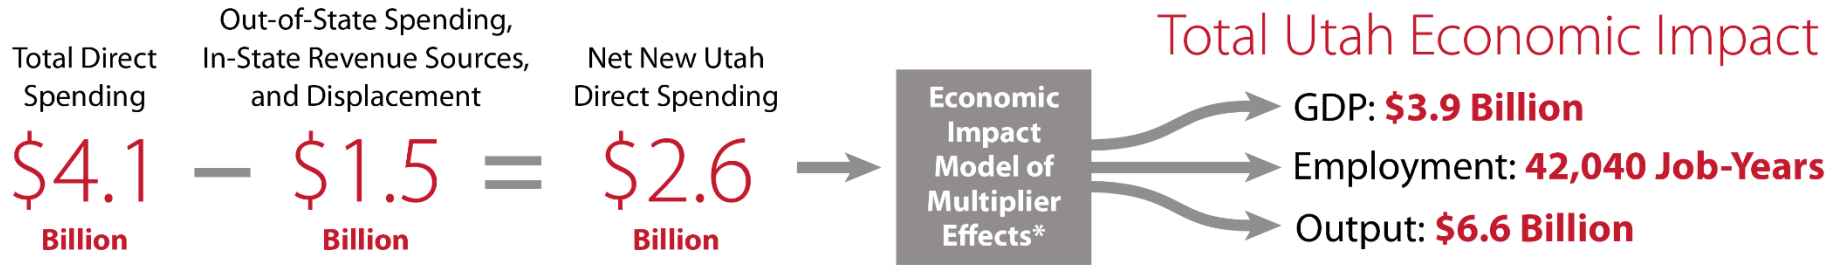 Total Direct
Spending
$4.1
Billion
—
Out-of-State Spending,
In-State Revenue Sources,
and Displacement
$1.5
Billion
=
Net New Utah
Direct Spending
$2.6
Billion
Economic
Impact
Model of
Multiplier
Effects*
Total Utah Economic Impact
GDP: $3.9 Billion
Employment: 42,040 Job-Years
Output: $6.6 Billion